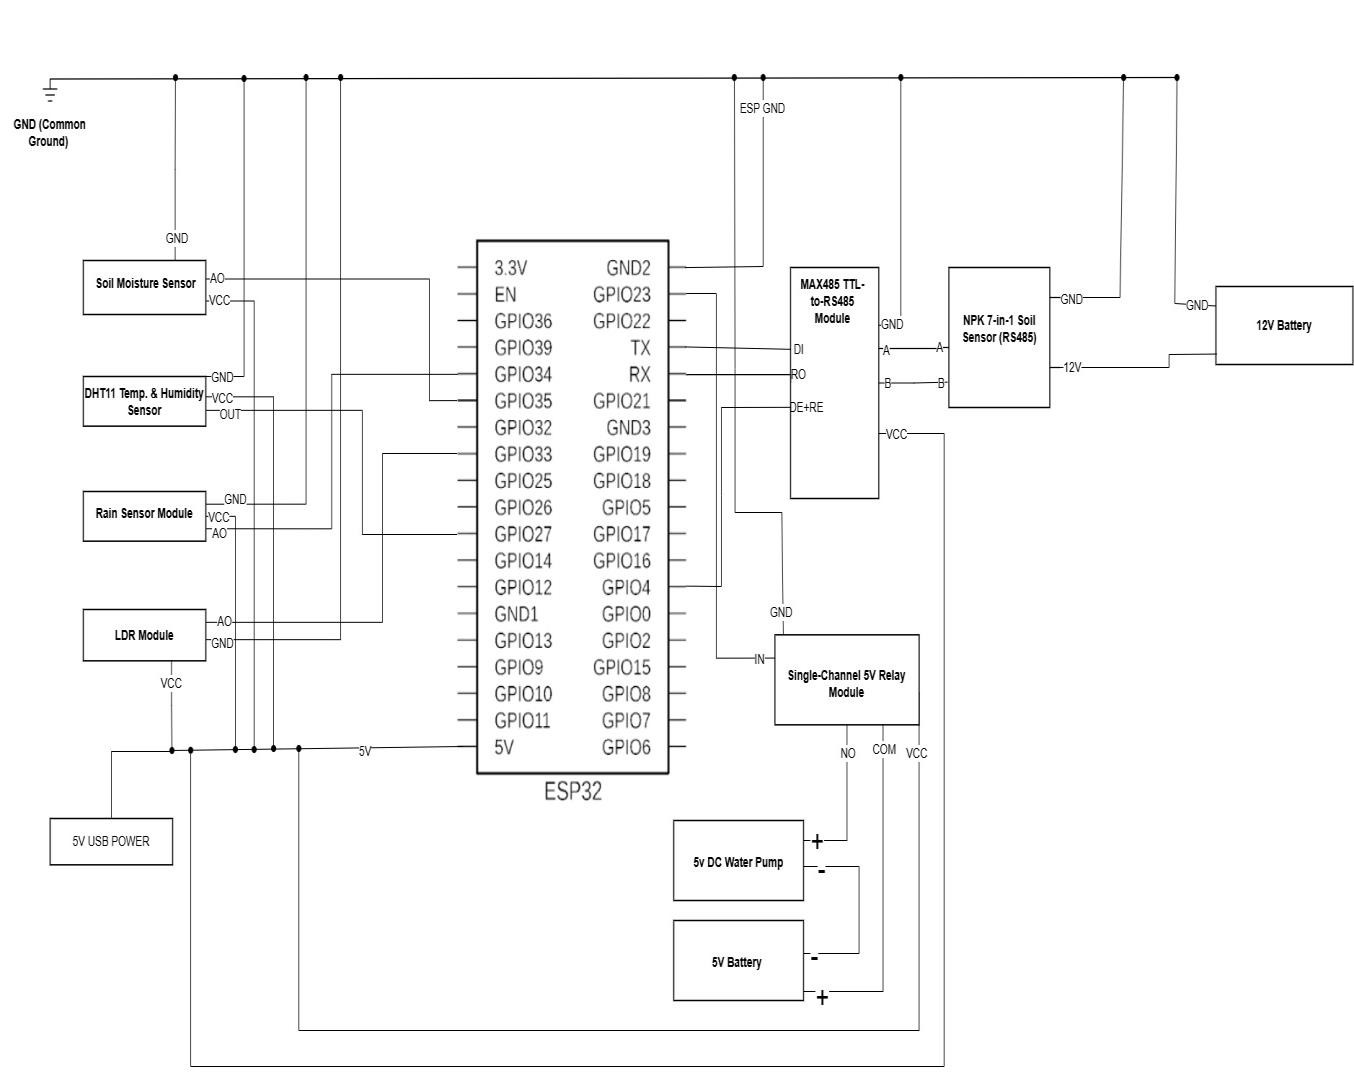 GND (Common
Ground)
ESP GND
GND
Soil Moisture Sensor
AO
VCC
DHT11 Temp. & Humidity
Sensor
GND
VCC
OUT
Rain Sensor Module
GND
VCC
AO
LDR Module
AO
GND
VCC
5V
5V USB POWER
3.3V
EN
GPIO36
GPIO39
GPIO34
GPIO35
GPIO32
GPIO33
GPIO25
GPIO26
GPIO27
GPIO14
GPIO12
GND1
GPIO13
GPIO9
GPIO10
GPIO11
5V
GND2
GPIO23
GPIO22
TX
RX
GPIO21
GND3
GPIO19
GPIO18
GPIO5
GPIO17
GPIO16
GPIO4
GPIO0
GPIO2
GPIO15
GPIO8
GPIO7
GPIO6
ESP32
MAX485 TTL-
to-RS485
Module
DI
RO
DE+RE
GND
A
B
VCC
A
B
NPK 7-in-1 Soil
Sensor (RS485)
GND
12V
GND
12V Battery
GND
IN
Single-Channel 5V Relay
Module
NO
COM
VCC
5v DC Water Pump
+
-
5V Battery
-
+